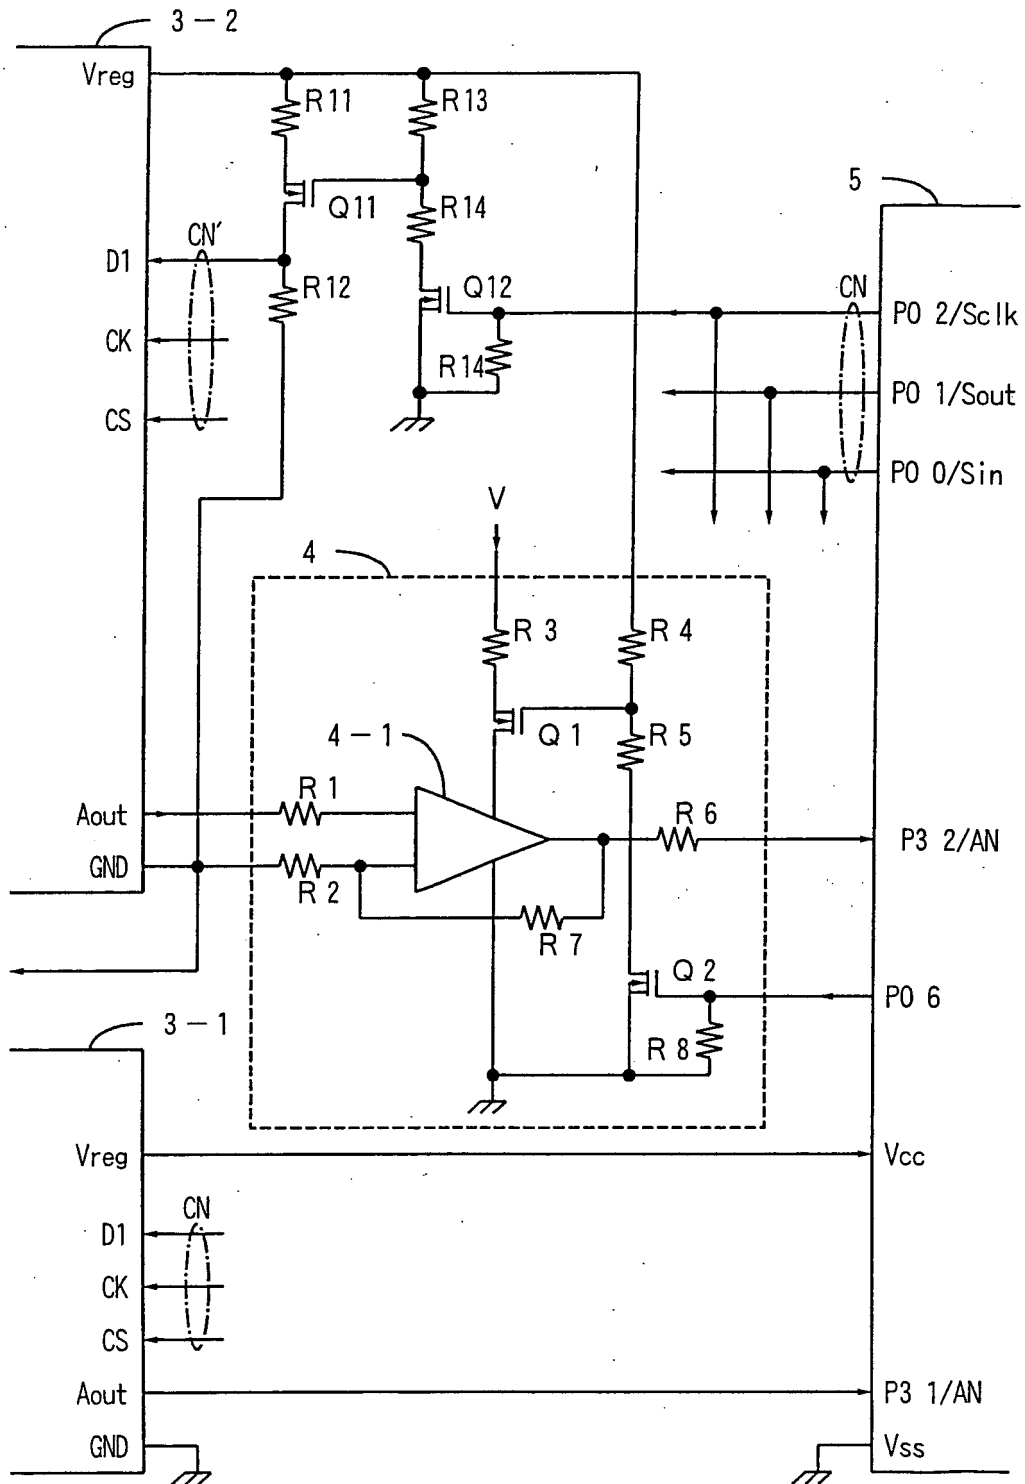 3-2
Vreg
R11
R13
5
Q11
R14
CN′
D1
R12
Q12
CN
P0 2/Sclk
CK
R14
P0 1/Sout
CS
P0 0/Sin
V
4
R 3
R 4
Q 1
R 5
4-1
R 1
Aout
R 6
P3 2/AN
GND
R 2
R 7
Q 2
P0 6
3-1
R 8
Vreg
Vcc
CN
D1
CK
CS
Aout
P3 1/AN
GND
Vss